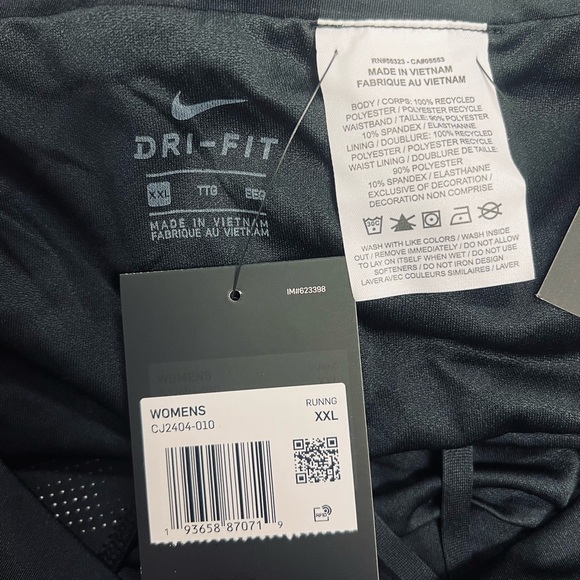 DRI-FIT
XXL TTG EEG
MADE IN VIETNAM
FABRIQUE AU VIETNAM
RN#56323 - CA#05553
MADE IN VIETNAM
FABRIQUE AU VIETNAM
BODY / CORPS: 100% RECYCLED
POLYESTER / POLYESTER RECYCLE
WAISTBAND / TAILLE: 90% POLYESTER
10% SPANDEX / ELASTHANNE
LINING / DOUBLURE: 100% RECYCLED
POLYESTER / POLYESTER RECYCLE
WAIST LINING / DOUBLURE DE TAILLE:
90% POLYESTER
10% SPANDEX / ELASTHANNE
EXCLUSIVE OF DECORATION /
DECORATION NON COMPRISE
30C
WASH WITH LIKE COLORS / WASH INSIDE
OUT / REMOVE IMMEDIATELY / DO NOT ALLOW
TO LAY ON ITSELF WHEN WET / DO NOT USE
SOFTENERS / DO NOT IRON DESIGN
LAVER AVEC COULEURS SIMILAIRES / LAVER
IM#623398
WOMENS
WOMENS
CJ2404-010
RUNNG
XXL
1 93658 87071 9
RFID